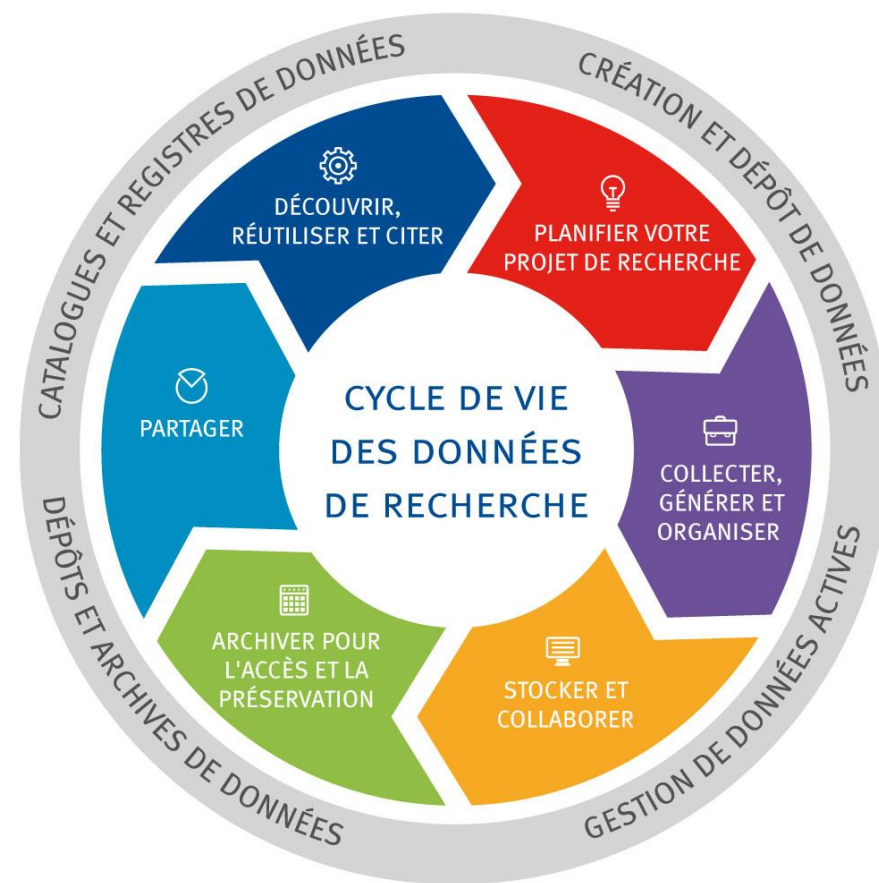 CATALOGUES ET REGISTRES DE DONNÉES
CRÉATION ET DÉPÔT DE DONNÉES
DÉCOUVRIR,
RÉUTILISER ET CITER
PLANIFIER VOTRE
PROJET DE RECHERCHE
PARTAGER
CYCLE DE VIE
DES DONNÉES
DE RECHERCHE
COLLECTER,
GÉNÉRER ET
ORGANISER
ARCHIVER POUR
L'ACCÈS ET LA
PRÉSERVATION
STOCKER ET
COLLABORER
DÉPÔTS ET ARCHIVES DE DONNÉES
GESTION DE DONNÉES ACTIVES